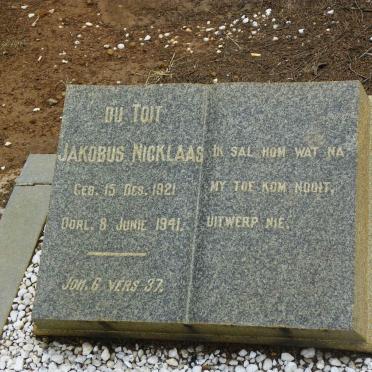 DU TOIT
JAKOBUS NICKLAAS
GEB. 15 DES. 1921
OORL. 8 JUNIE 1941.
JOH. 6 VERS 37.
IK SAL HOM WAT NA
MY TOE KOM NOOIT,
UITWERP NIE.